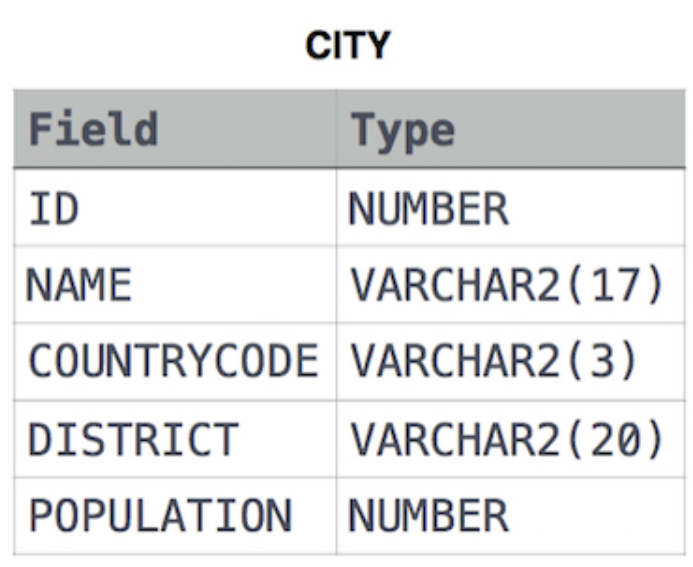 CITY
Field Type
ID NUMBER
NAME VARCHAR2(17)
COUNTRYCODE VARCHAR2(3)
DISTRICT VARCHAR2(20)
POPULATION NUMBER